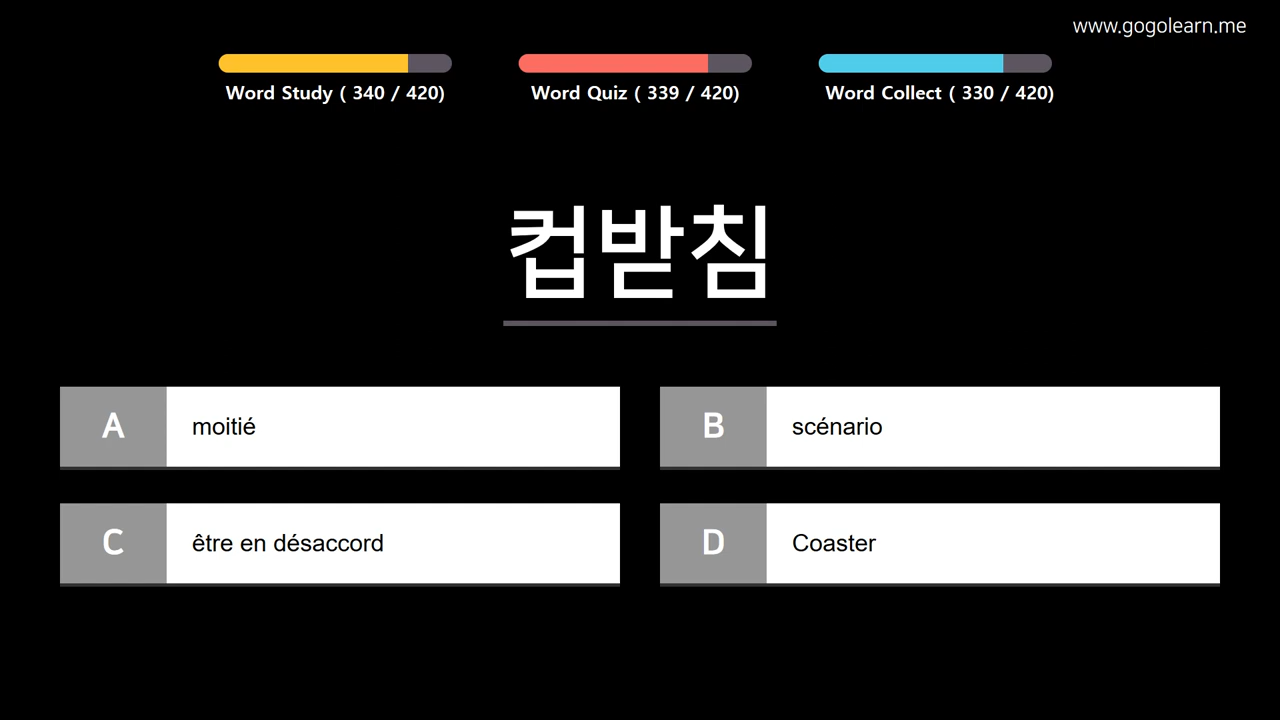 www.gogolearn.me
Word Study ( 340 / 420)
Word Quiz ( 339 / 420)
Word Collect ( 330 / 420)
컵받침
A moitié
B scénario
C être en désaccord
D Coaster